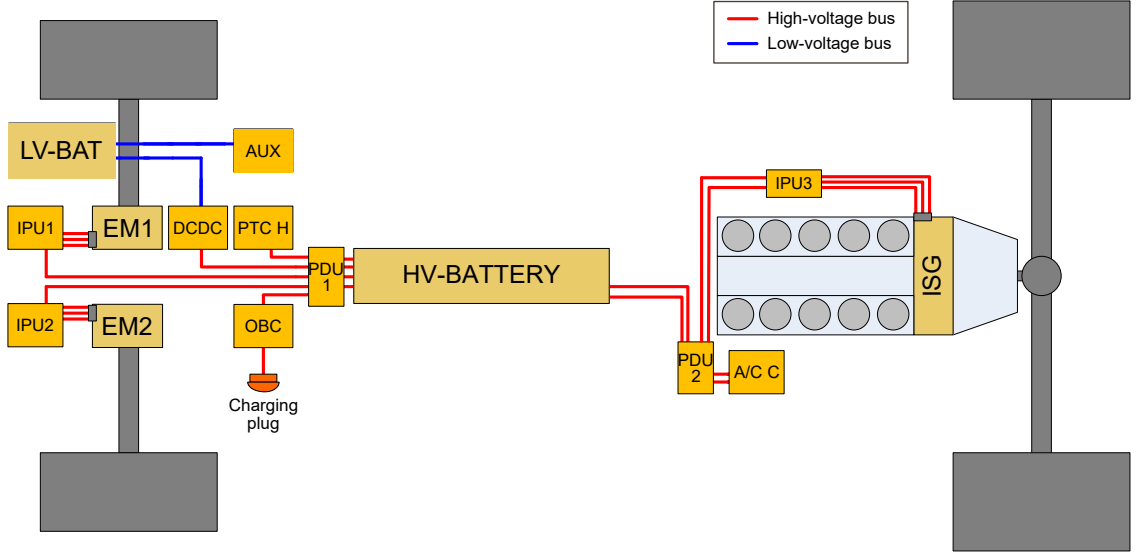 High-voltage bus
Low-voltage bus
LV-BAT
AUX
IPU3
IPU1
EM1
DCDC
PTC H
PDU
1
HV-BATTERY
ISG
IPU2
EM2
OBC
PDU
2
A/C C
Charging
plug